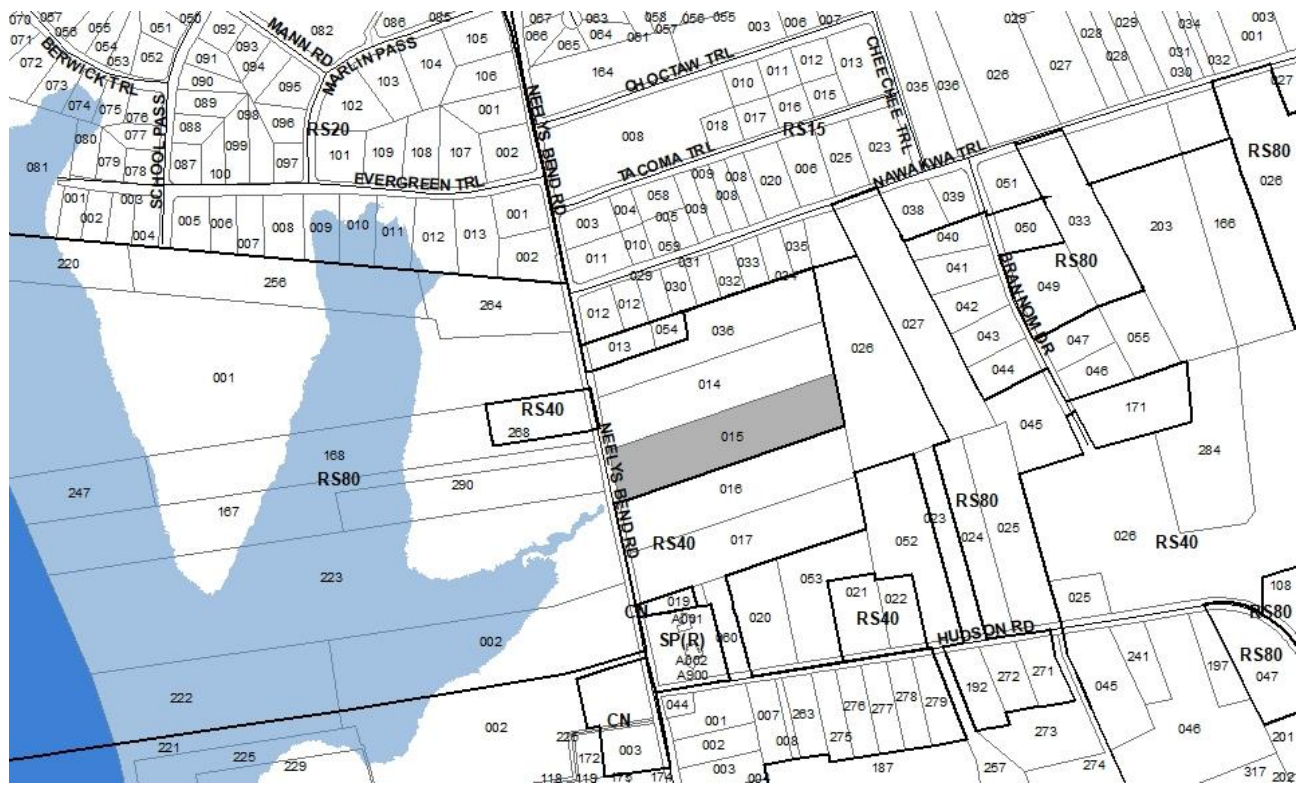 070 067 056 055 051 050 092 082 086 085
071 054 093
072 053 052 091 094
073 090 095
074 075 089 098 096
080 076 088
077 099 097
081 079 078 087 100
BERWICK TRL
SCHOOL PASS
MANN RD
MARLIN PASS
RS20
105
104
103 106
102 001
101 109 108 107 002
EVERGREEN TRL
001 003
002 004
005 006 007 008 009 010 011 012 013 001
002
NEELYS BEND RD
067 063 058 056 055 003 006 007
066 065 064 061 057
164
CHOCTAW TRL
010 011 012 013
008 018 017 016 015
RS15
TACOMA TRL
CHEECHEE TRL
003 004 058 009 008 020 006 025 023
005 009 008
011 010 059
NAWAKWA TRL
029 031 033 035
012 012 030 032 034
013 054 036
014
015
016
017
RS40
035 036 026 027 028 029 034 003
029 028 031 001
030 032 027
RS80
026
038 039 051
040 050 033 203 166
041 RS80
042 049
043 047 055
044 046
BRANNOM DR
027
026
045 171
284
220 256 264
001
RS40
268
168
RS80
247 290
167
223
002
222
221 225 229
NEELYS BEND RD
CN 019
A001
SP(R) 060
A002
A900
020 053 021 022
RS40
052 023 024 025
RS80
026
RS40
025 108
RS80
HUDSON RD
RS80
047
197
241
045
046
201
317 202
192 272 271
273
257 274
044 001 007 263 276 277 278 279
002 008 275
003 004 187
002
CN
226
172 003
118 119 173 174